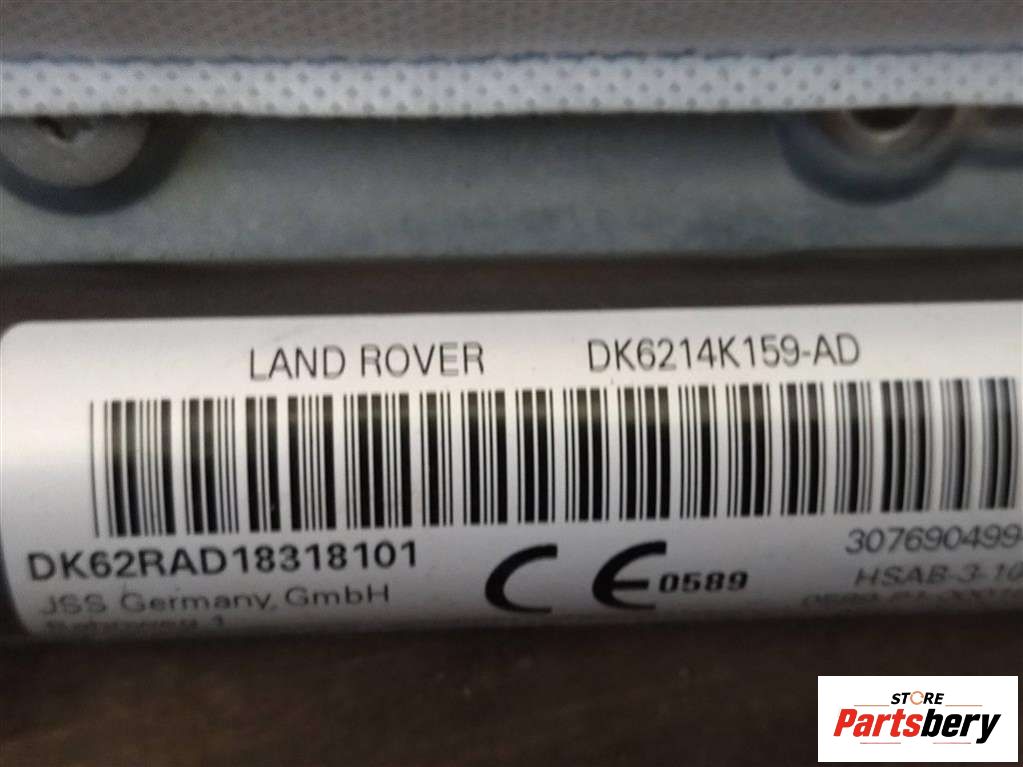 LAND ROVER DK6214K159-AD
DK62RAD18318101
CE 0589
307690499
JSS Germany, GmbH
HSAB-3-10
STORE
Partsbery